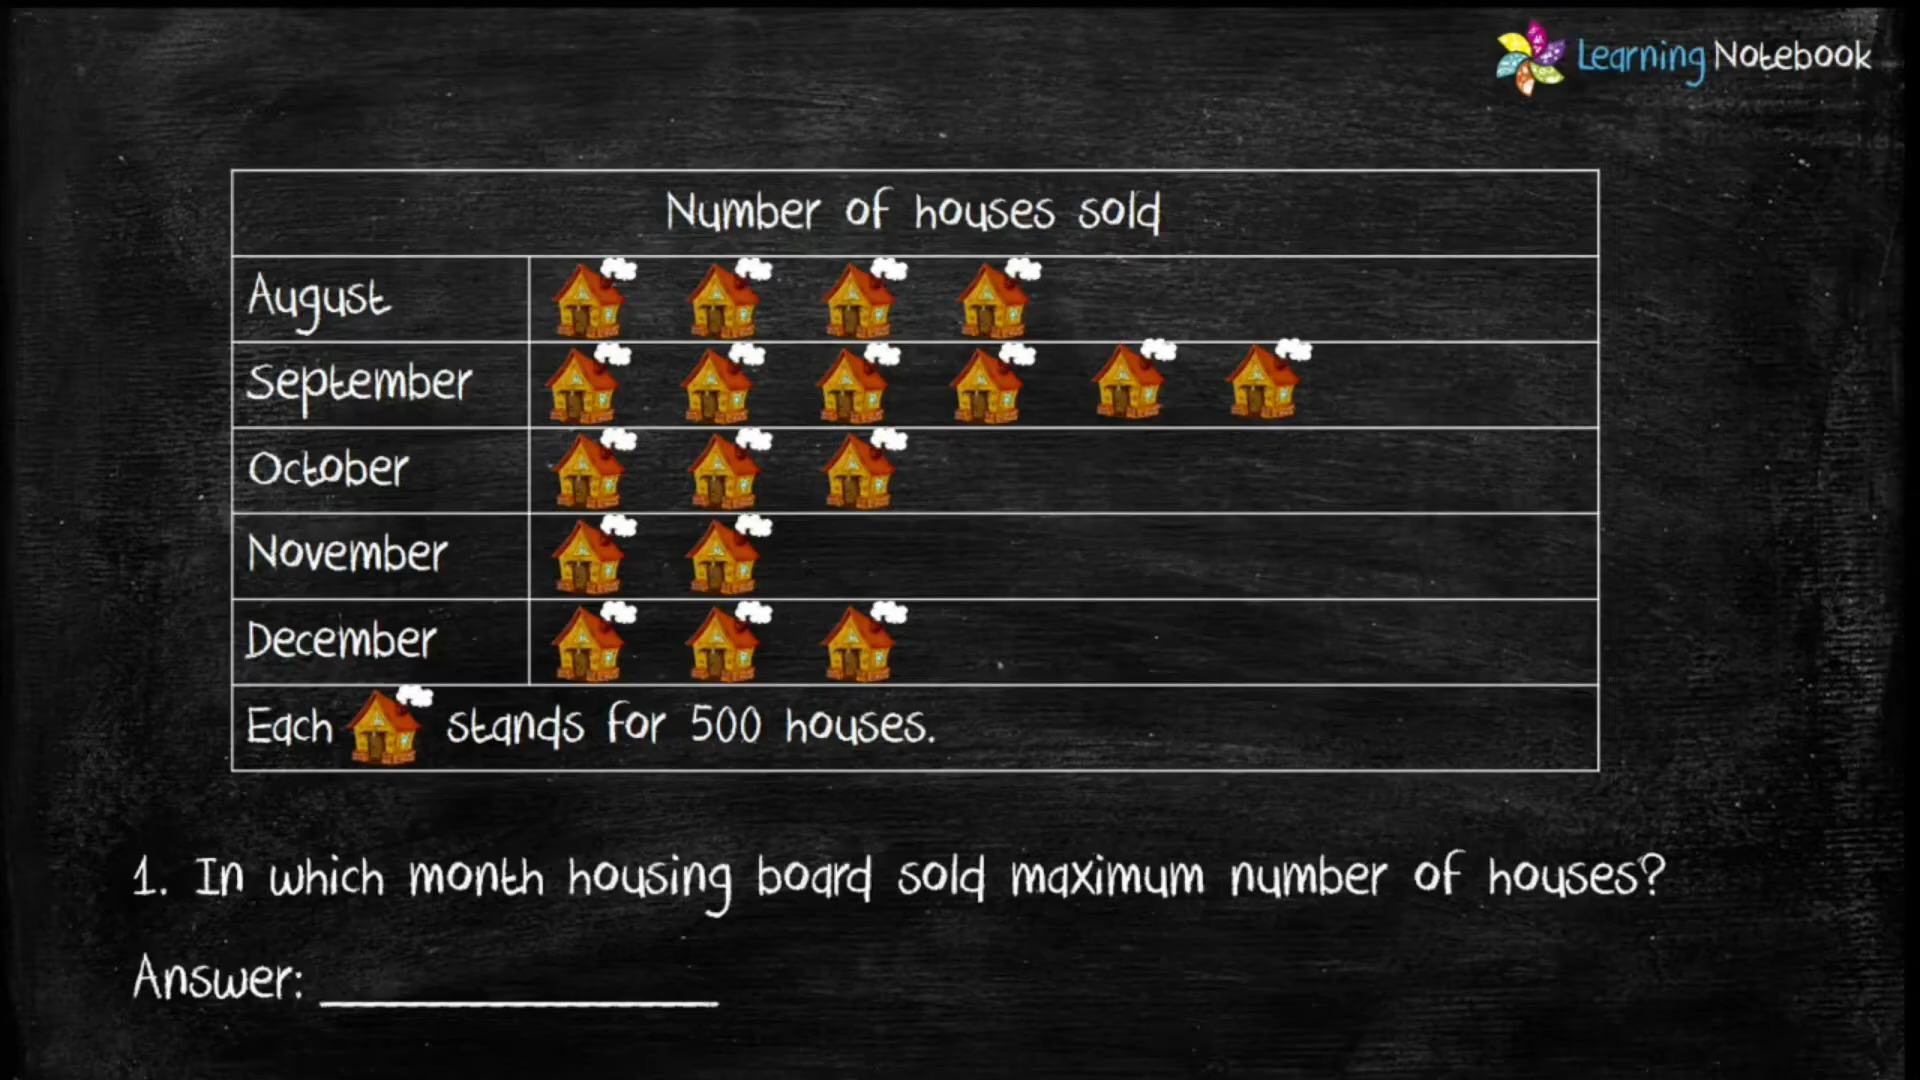 Learning Notebook
Number of houses sold
August
September
October
November
December
Each stands for 500 houses.
1. In which month housing board sold maximum number of houses?
Answer: ____________________